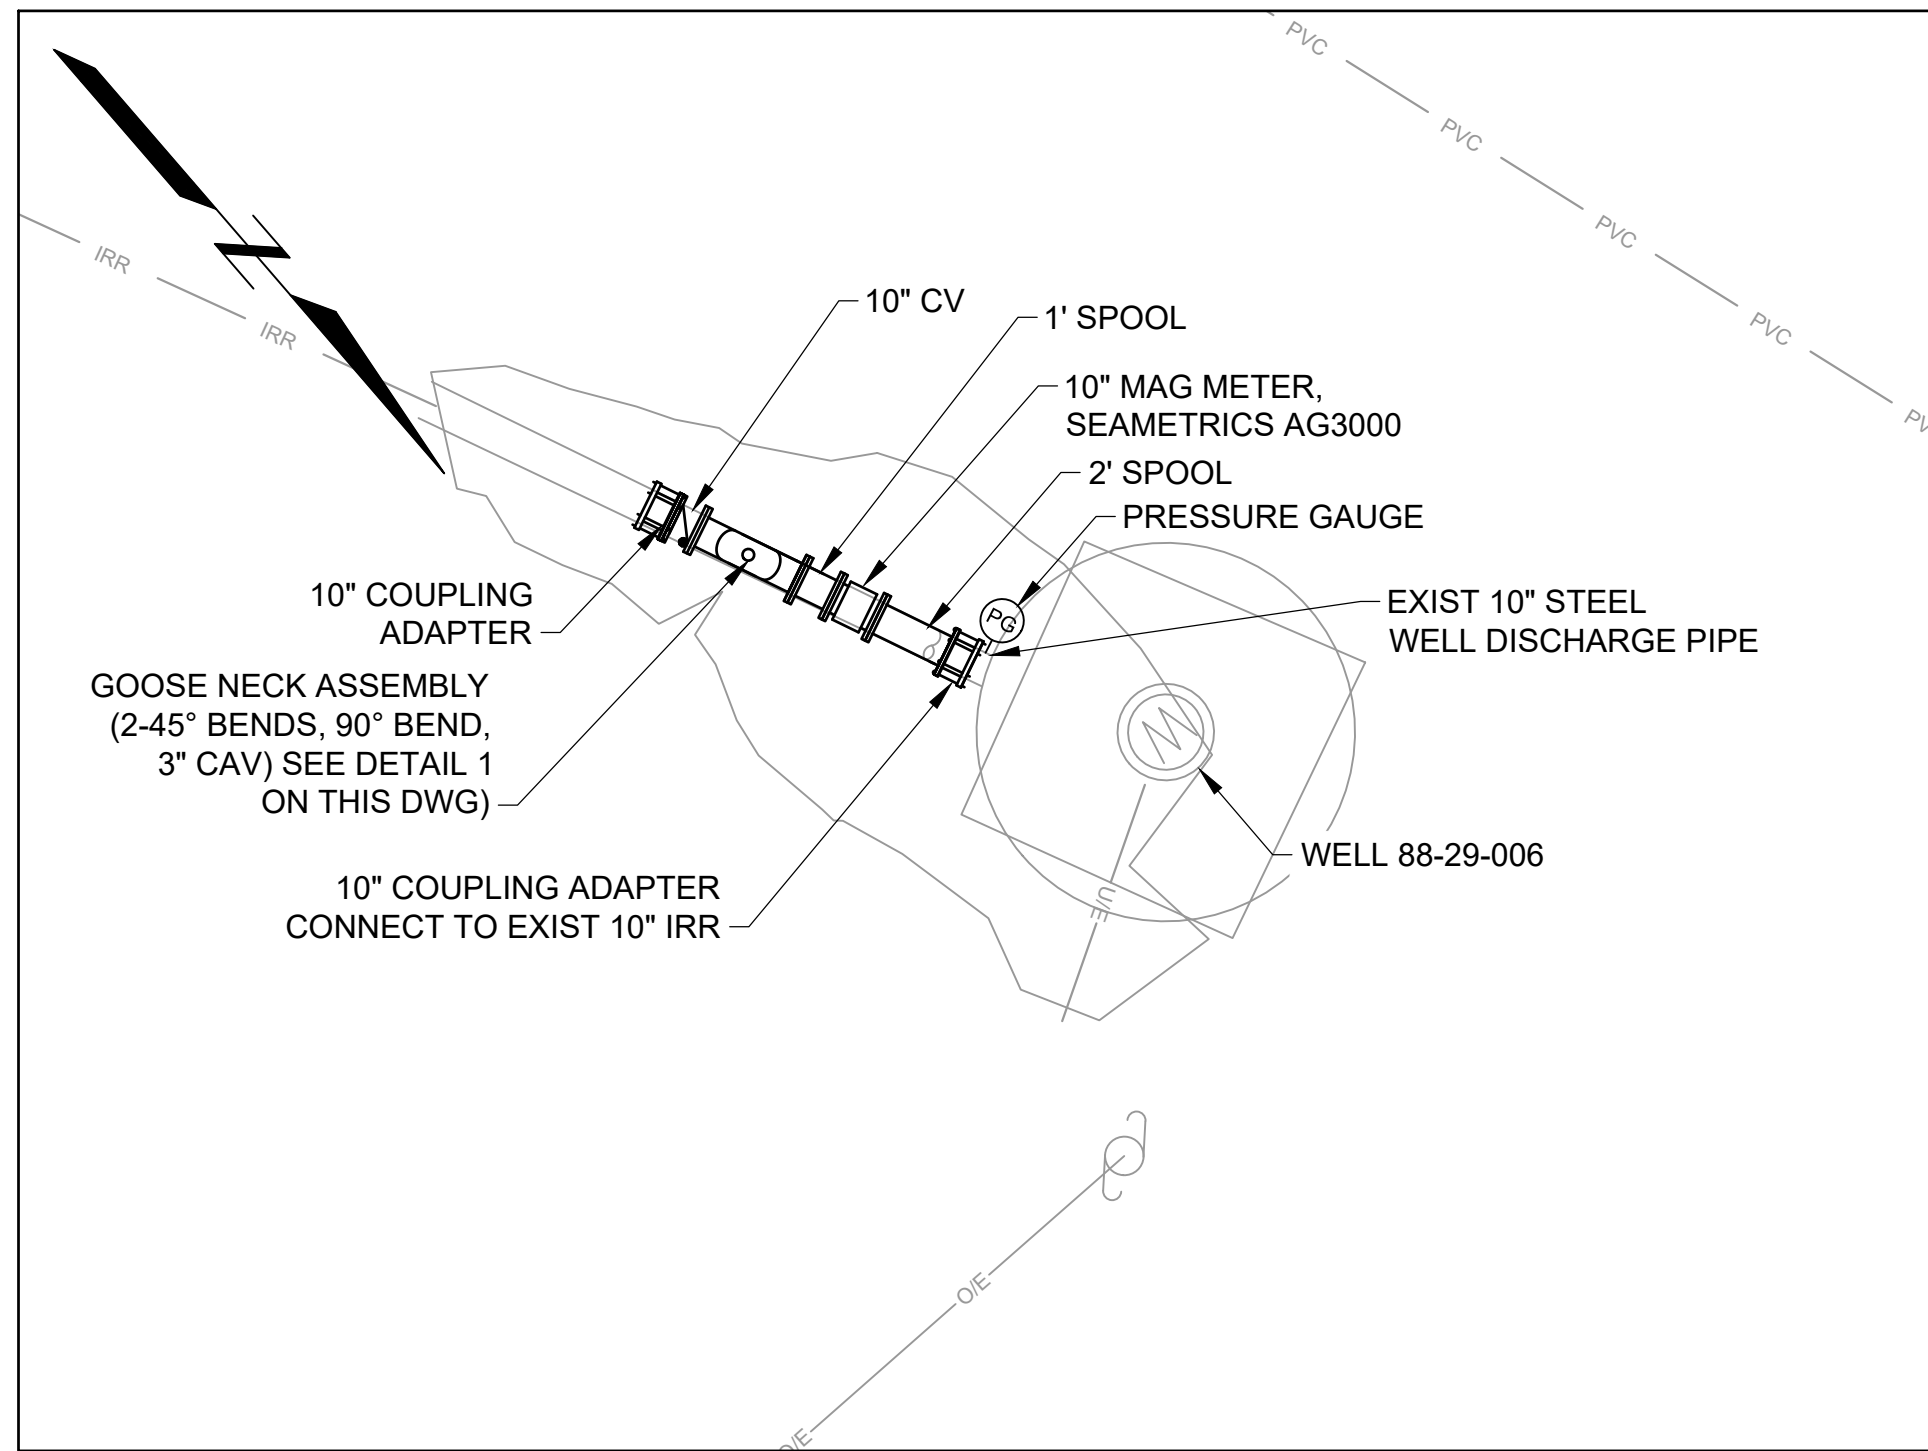 PVC
PVC
PVC
PVC
IRR
IRR
10" CV
1' SPOOL
10" MAG METER,
SEAMETRICS AG3000
2' SPOOL
PRESSURE GAUGE
PG
10" COUPLING
ADAPTER
EXIST 10" STEEL
WELL DISCHARGE PIPE
GOOSE NECK ASSEMBLY
(2-45° BENDS, 90° BEND,
3" CAV) SEE DETAIL 1
ON THIS DWG)
WELL 88-29-006
10" COUPLING ADAPTER
CONNECT TO EXIST 10" IRR
U/E
O/E
O/E